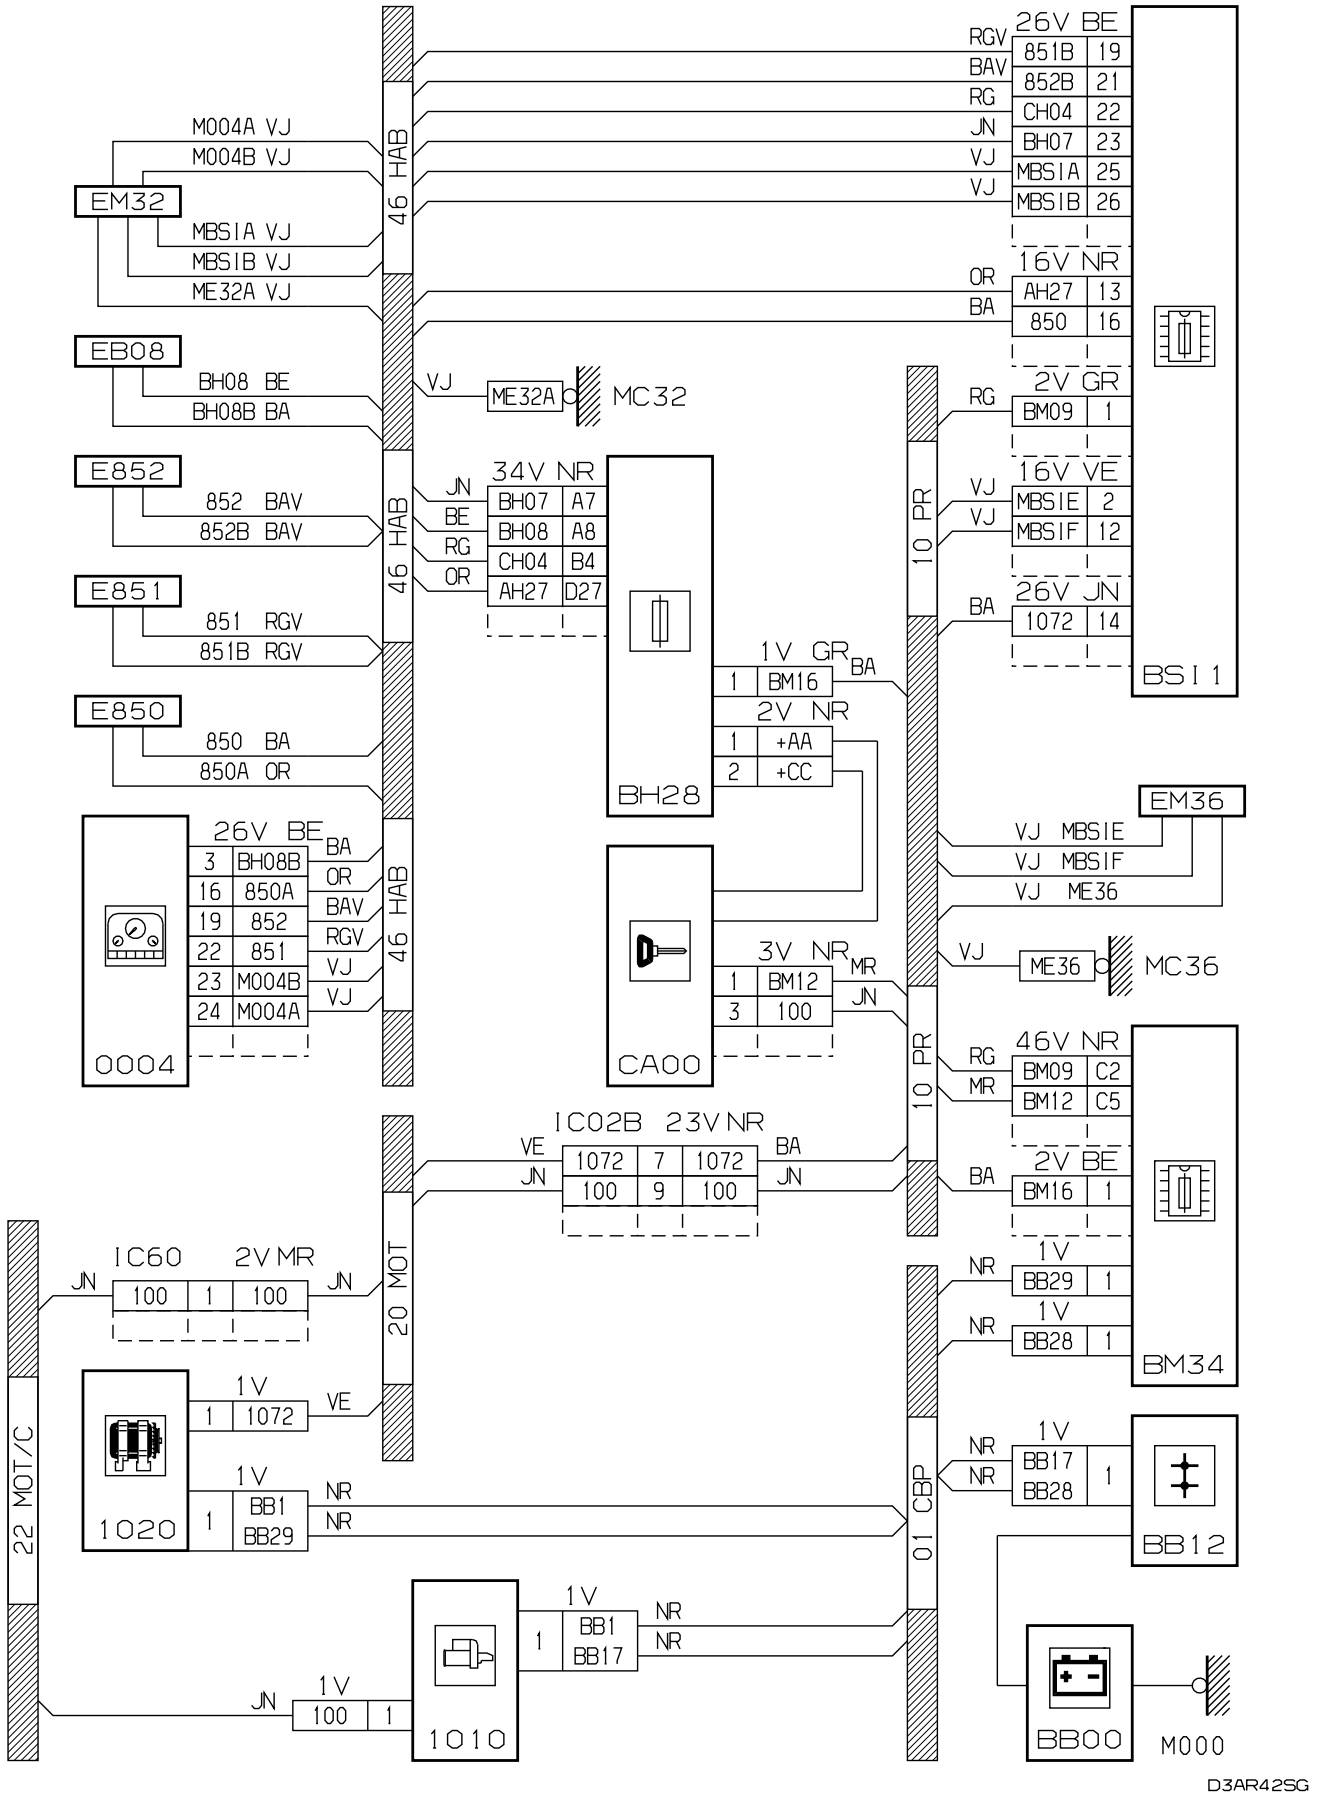 26V BE
RGV 851B 19
BAV 852B 21
RG CH04 22
JN BH07 23
VJ MBSIA 25
VJ MBSIB 26
M004A VJ
M004B VJ
EM32
MBSIA VJ
MBSIB VJ
ME32A VJ
46 HAB
16V NR
OR AH27 13
BA 850 16
EB08
BH08 BE
BH08B BA
VJ ME32A MC32
2V GR
RG BM09 1
E852
852 BAV
852B BAV
46 HAB
34V NR
JN BH07 A7
BE BH08 A8
RG CH04 B4
OR AH27 D27
10 PR
16V VE
VJ MBSIE 2
VJ MBSIF 12
E851
851 RGV
851B RGV
26V JN
BA 1072 14
BSI1
1V GR
1 BM16 BA
2V NR
1 +AA
2 +CC
BH28
E850
850 BA
850A OR
EM36
VJ MBSIE
VJ MBSIF
VJ ME36
26V BE
3 BH08B BA
16 850A OR
19 852 BAV
22 851 RGV
23 M004B VJ
24 M004A VJ
0004
46 HAB
3V NR
1 BM12 MR
3 100 JN
CA00
VJ ME36 MC36
10 PR
46V NR
RG BM09 C2
MR BM12 C5
2V BE
BA BM16 1
1V
NR BB29 1
1V
NR BB28 1
BM34
IC02B 23V NR
VE 1072 7 1072 BA
JN 100 9 100 JN
IC60 2V MR
JN 100 1 100 JN
20 MOT
1V
1 1072 VE
1V
1 BB1 NR
BB29 NR
1020
22 MOT/C
01 CBP
1V
NR BB17 1
NR BB28
BB12
1V
1 BB1 NR
BB17 NR
1V
JN 100 1
1010
BB00
M000
D3AR42SG